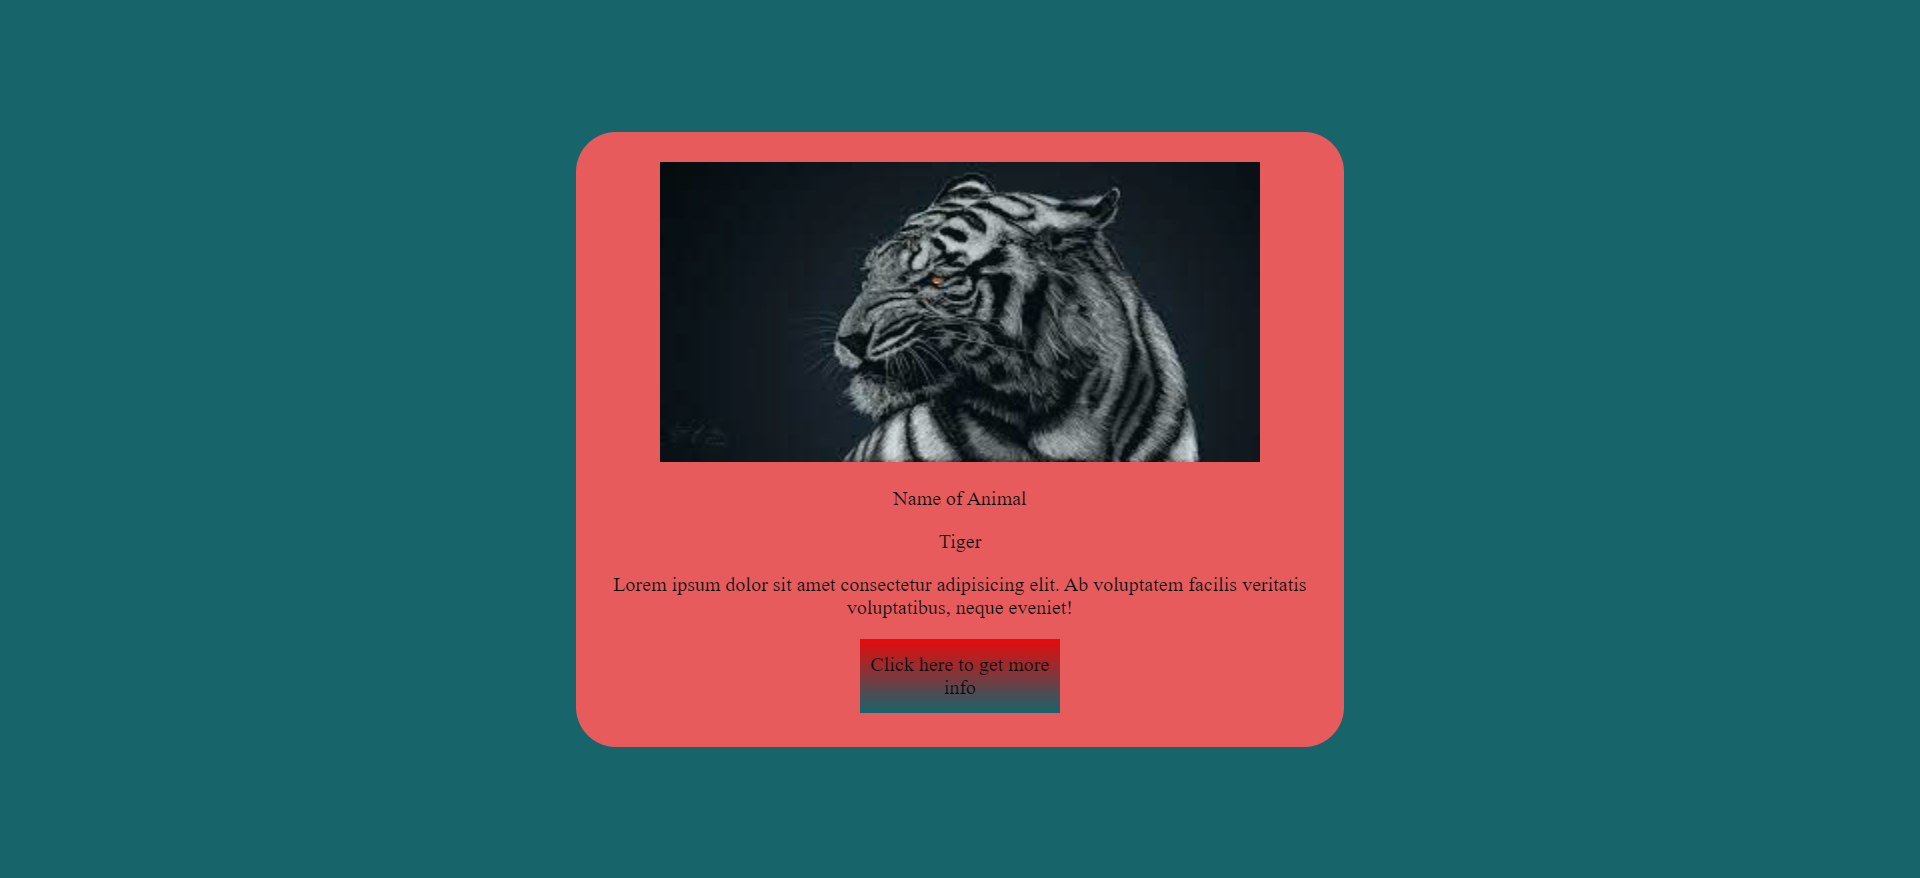 Name of Animal
Tiger
Lorem ipsum dolor sit amet consectetur adipisicing elit. Ab voluptatem facilis veritatis
voluptatibus, neque eveniet!
Click here to get more
info